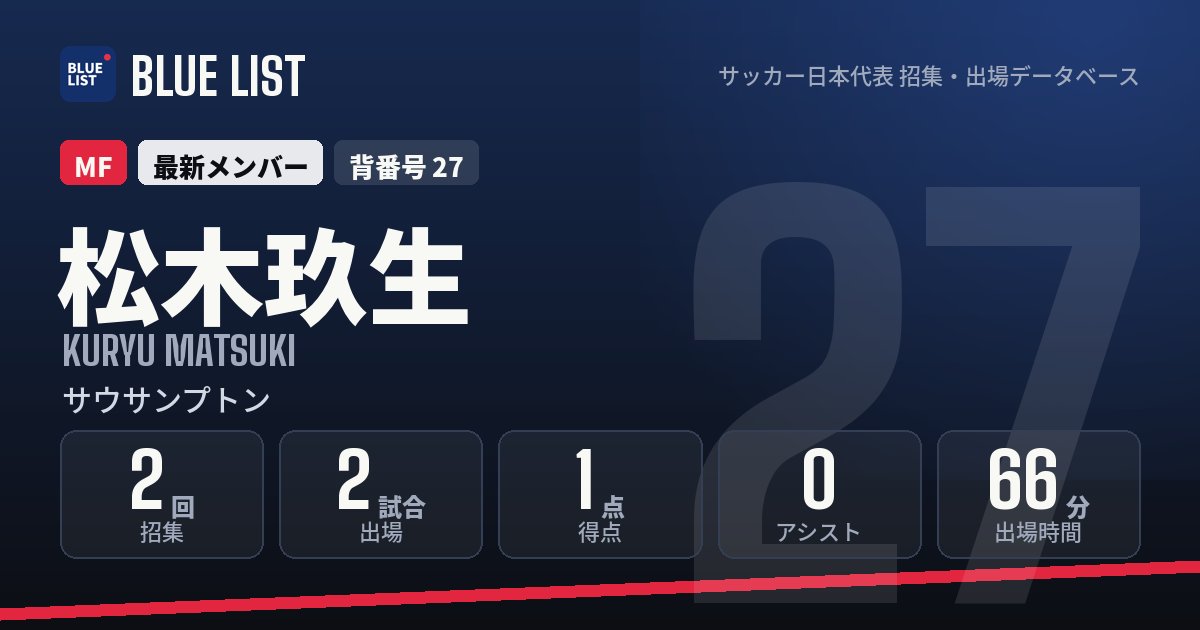 BLUE LIST
BLUE LIST
サッカー日本代表 招集・出場データベース
MF 最新メンバー 背番号 27
27
松木玖生
KURYU MATSUKI
サウサンプトン
2回
招集
2試合
出場
1点
得点
0
アシスト
66分
出場時間